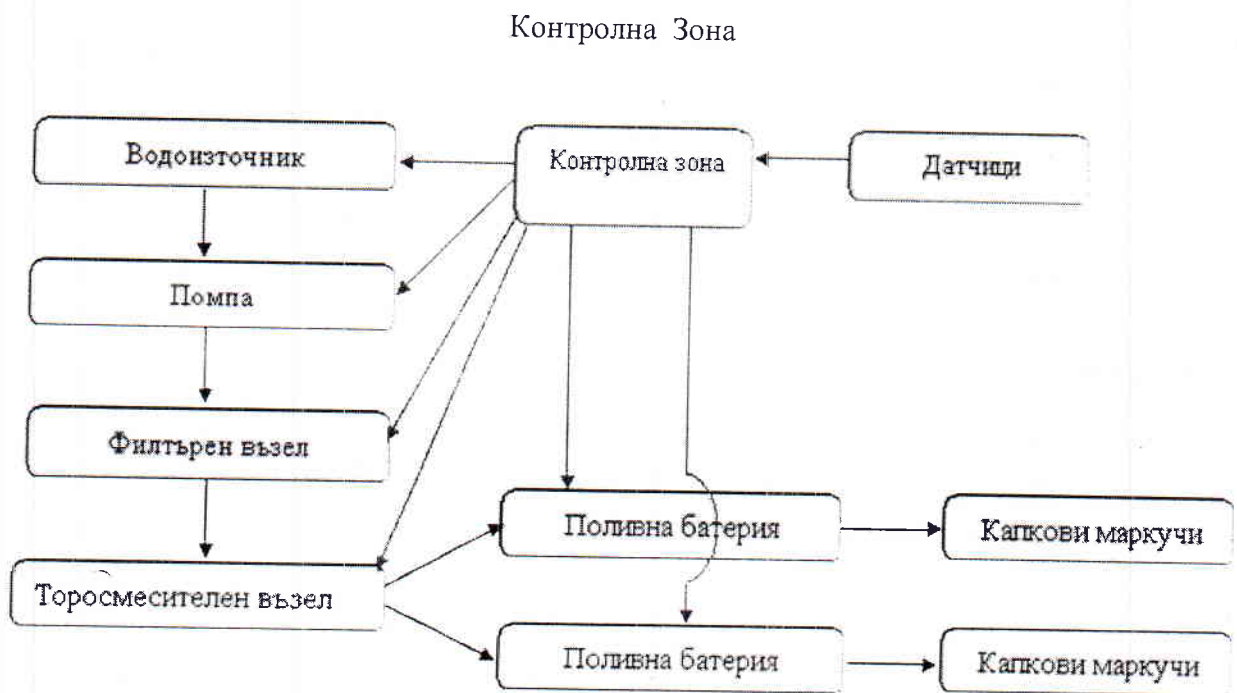 Контролна Зона
Водоизточник
Контролна зона
Датчици
Помпа
Филтърен възел
Поливна батерия
Капкови маркучи
Торосмесителен възел
Поливна батерия
Капкови маркучи